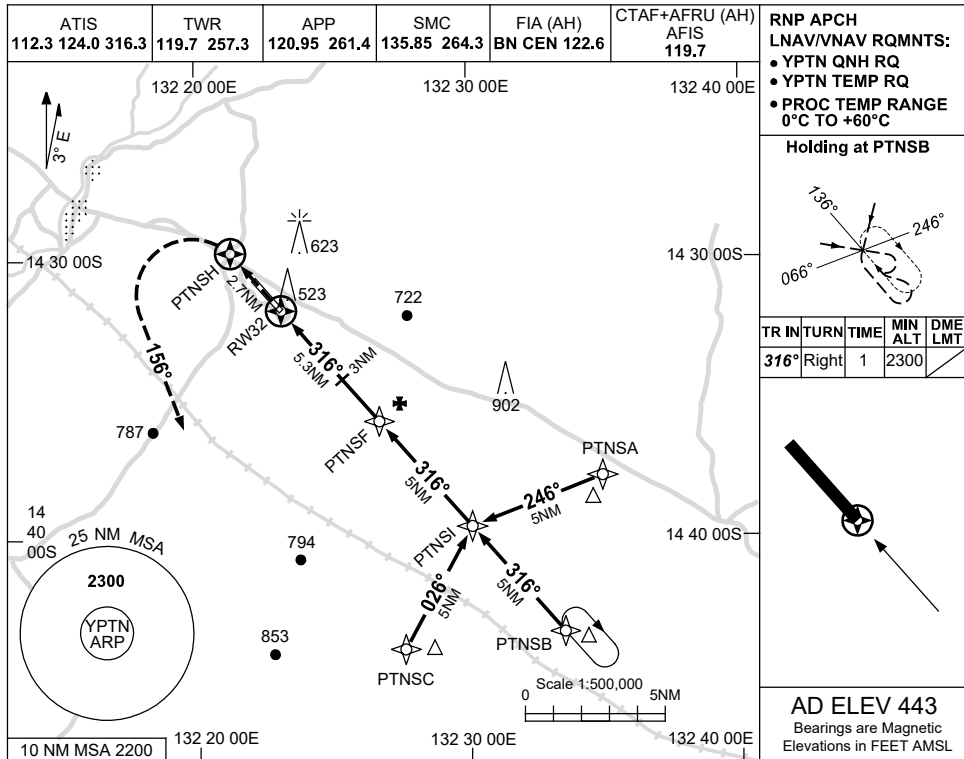 ATIS
112.3 124.0 316.3
TWR
119.7 257.3
APP
120.95 261.4
SMC
135.85 264.3
FIA (AH)
BN CEN 122.6
CTAF+AFRU (AH)
AFIS
119.7
RNP APCH
LNAV/VNAV RQMNTS:
• YPTN QNH RQ
• YPTN TEMP RQ
• PROC TEMP RANGE
0°C TO +60°C
132 20 00E
132 30 00E
132 40 00E
3° E
Holding at PTNSB
136°
246°
066°
TR IN
TURN
TIME
MIN
ALT
DME
LMT
316°
Right
1
2300
623
14 30 00S
14 30 00S
PTNSH
2.7NM
523
RW32
722
316°
5.3NM
3NM
156°
902
787
PTNSF
316°
5NM
PTNSA
246°
5NM
PTNSI
14
40
00S
14 40 00S
25 NM MSA
2300
YPTN
ARP
794
026°
5NM
316°
5NM
853
PTNSC
PTNSB
Scale 1:500,000
0
5NM
10 NM MSA 2200
132 20 00E
132 30 00E
132 40 00E
AD ELEV 443
Bearings are Magnetic
Elevations in FEET AMSL